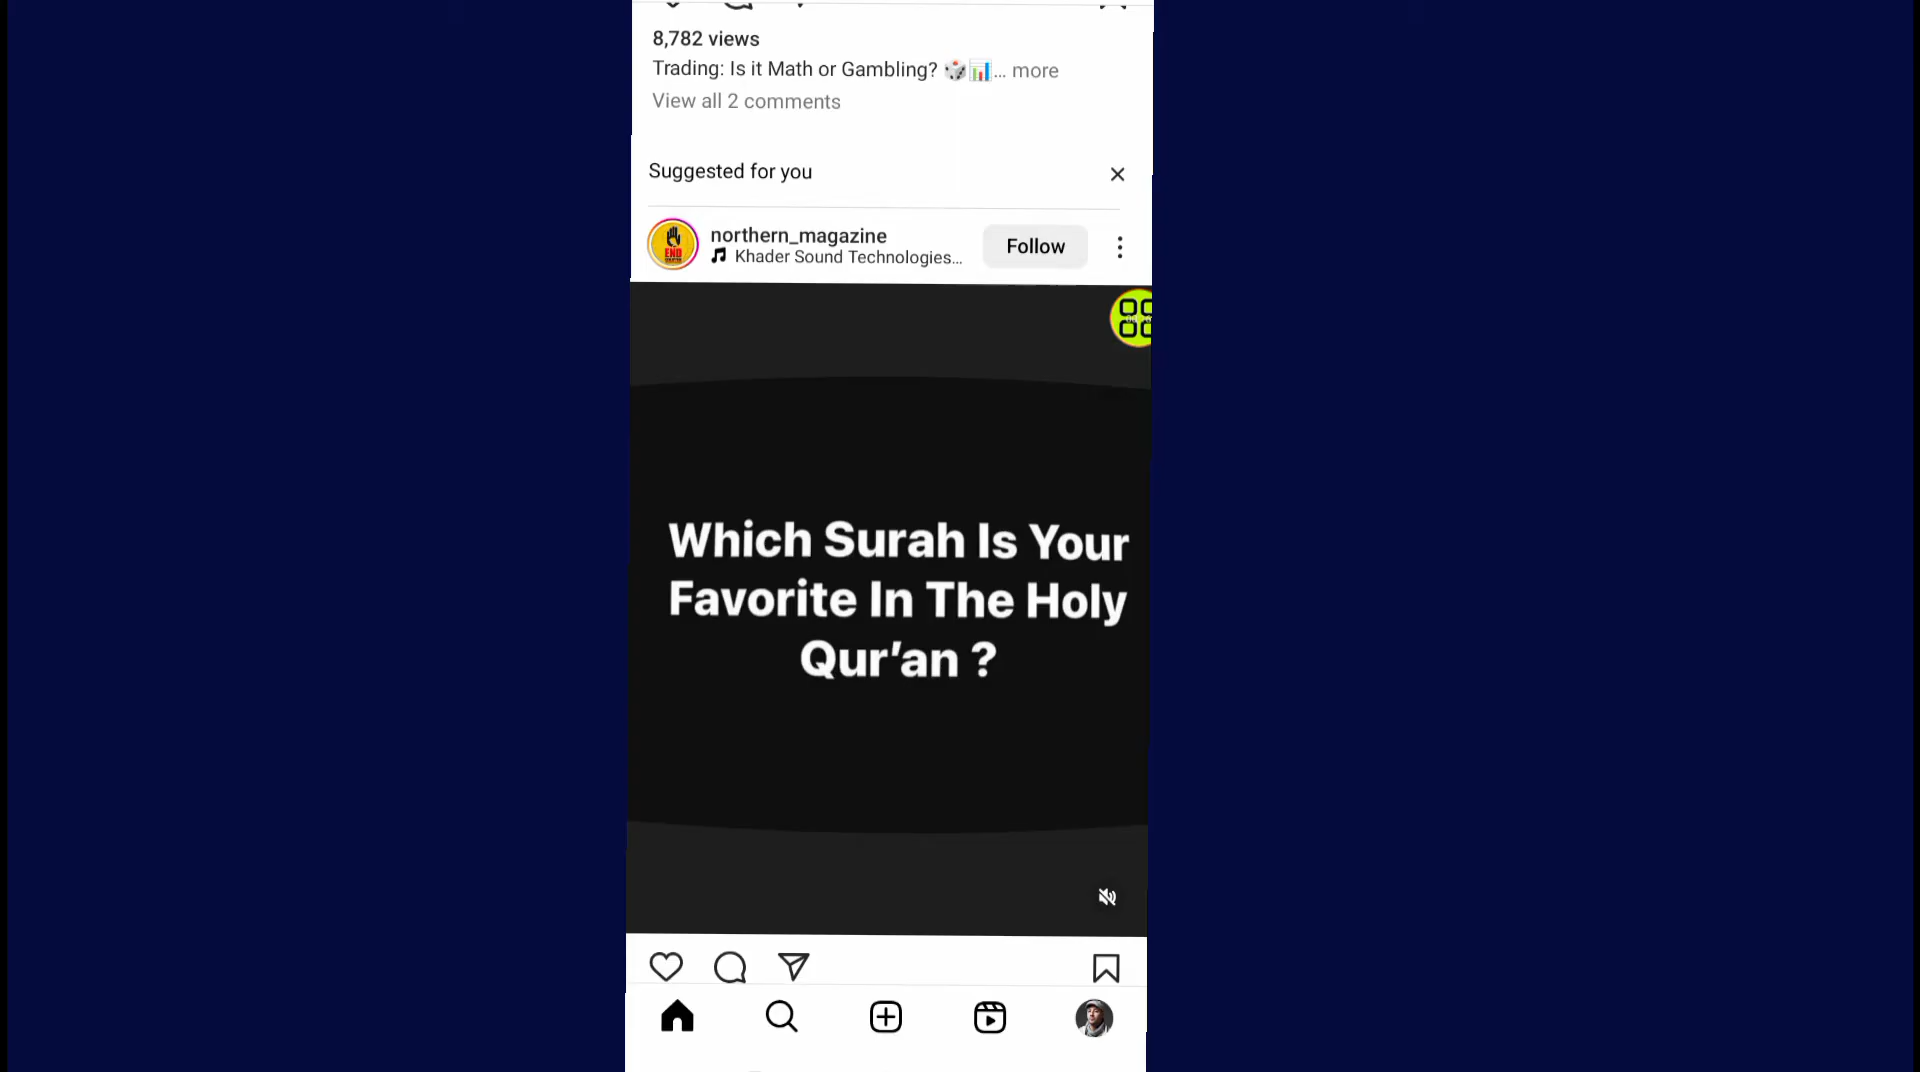 8,782 views
Trading: Is it Math or Gambling? 🎲📊... more
View all 2 comments
Suggested for you
northern_magazine
Khader Sound Technologies...
Follow
END
Which Surah Is Your
Favorite In The Holy
Qur’an ?